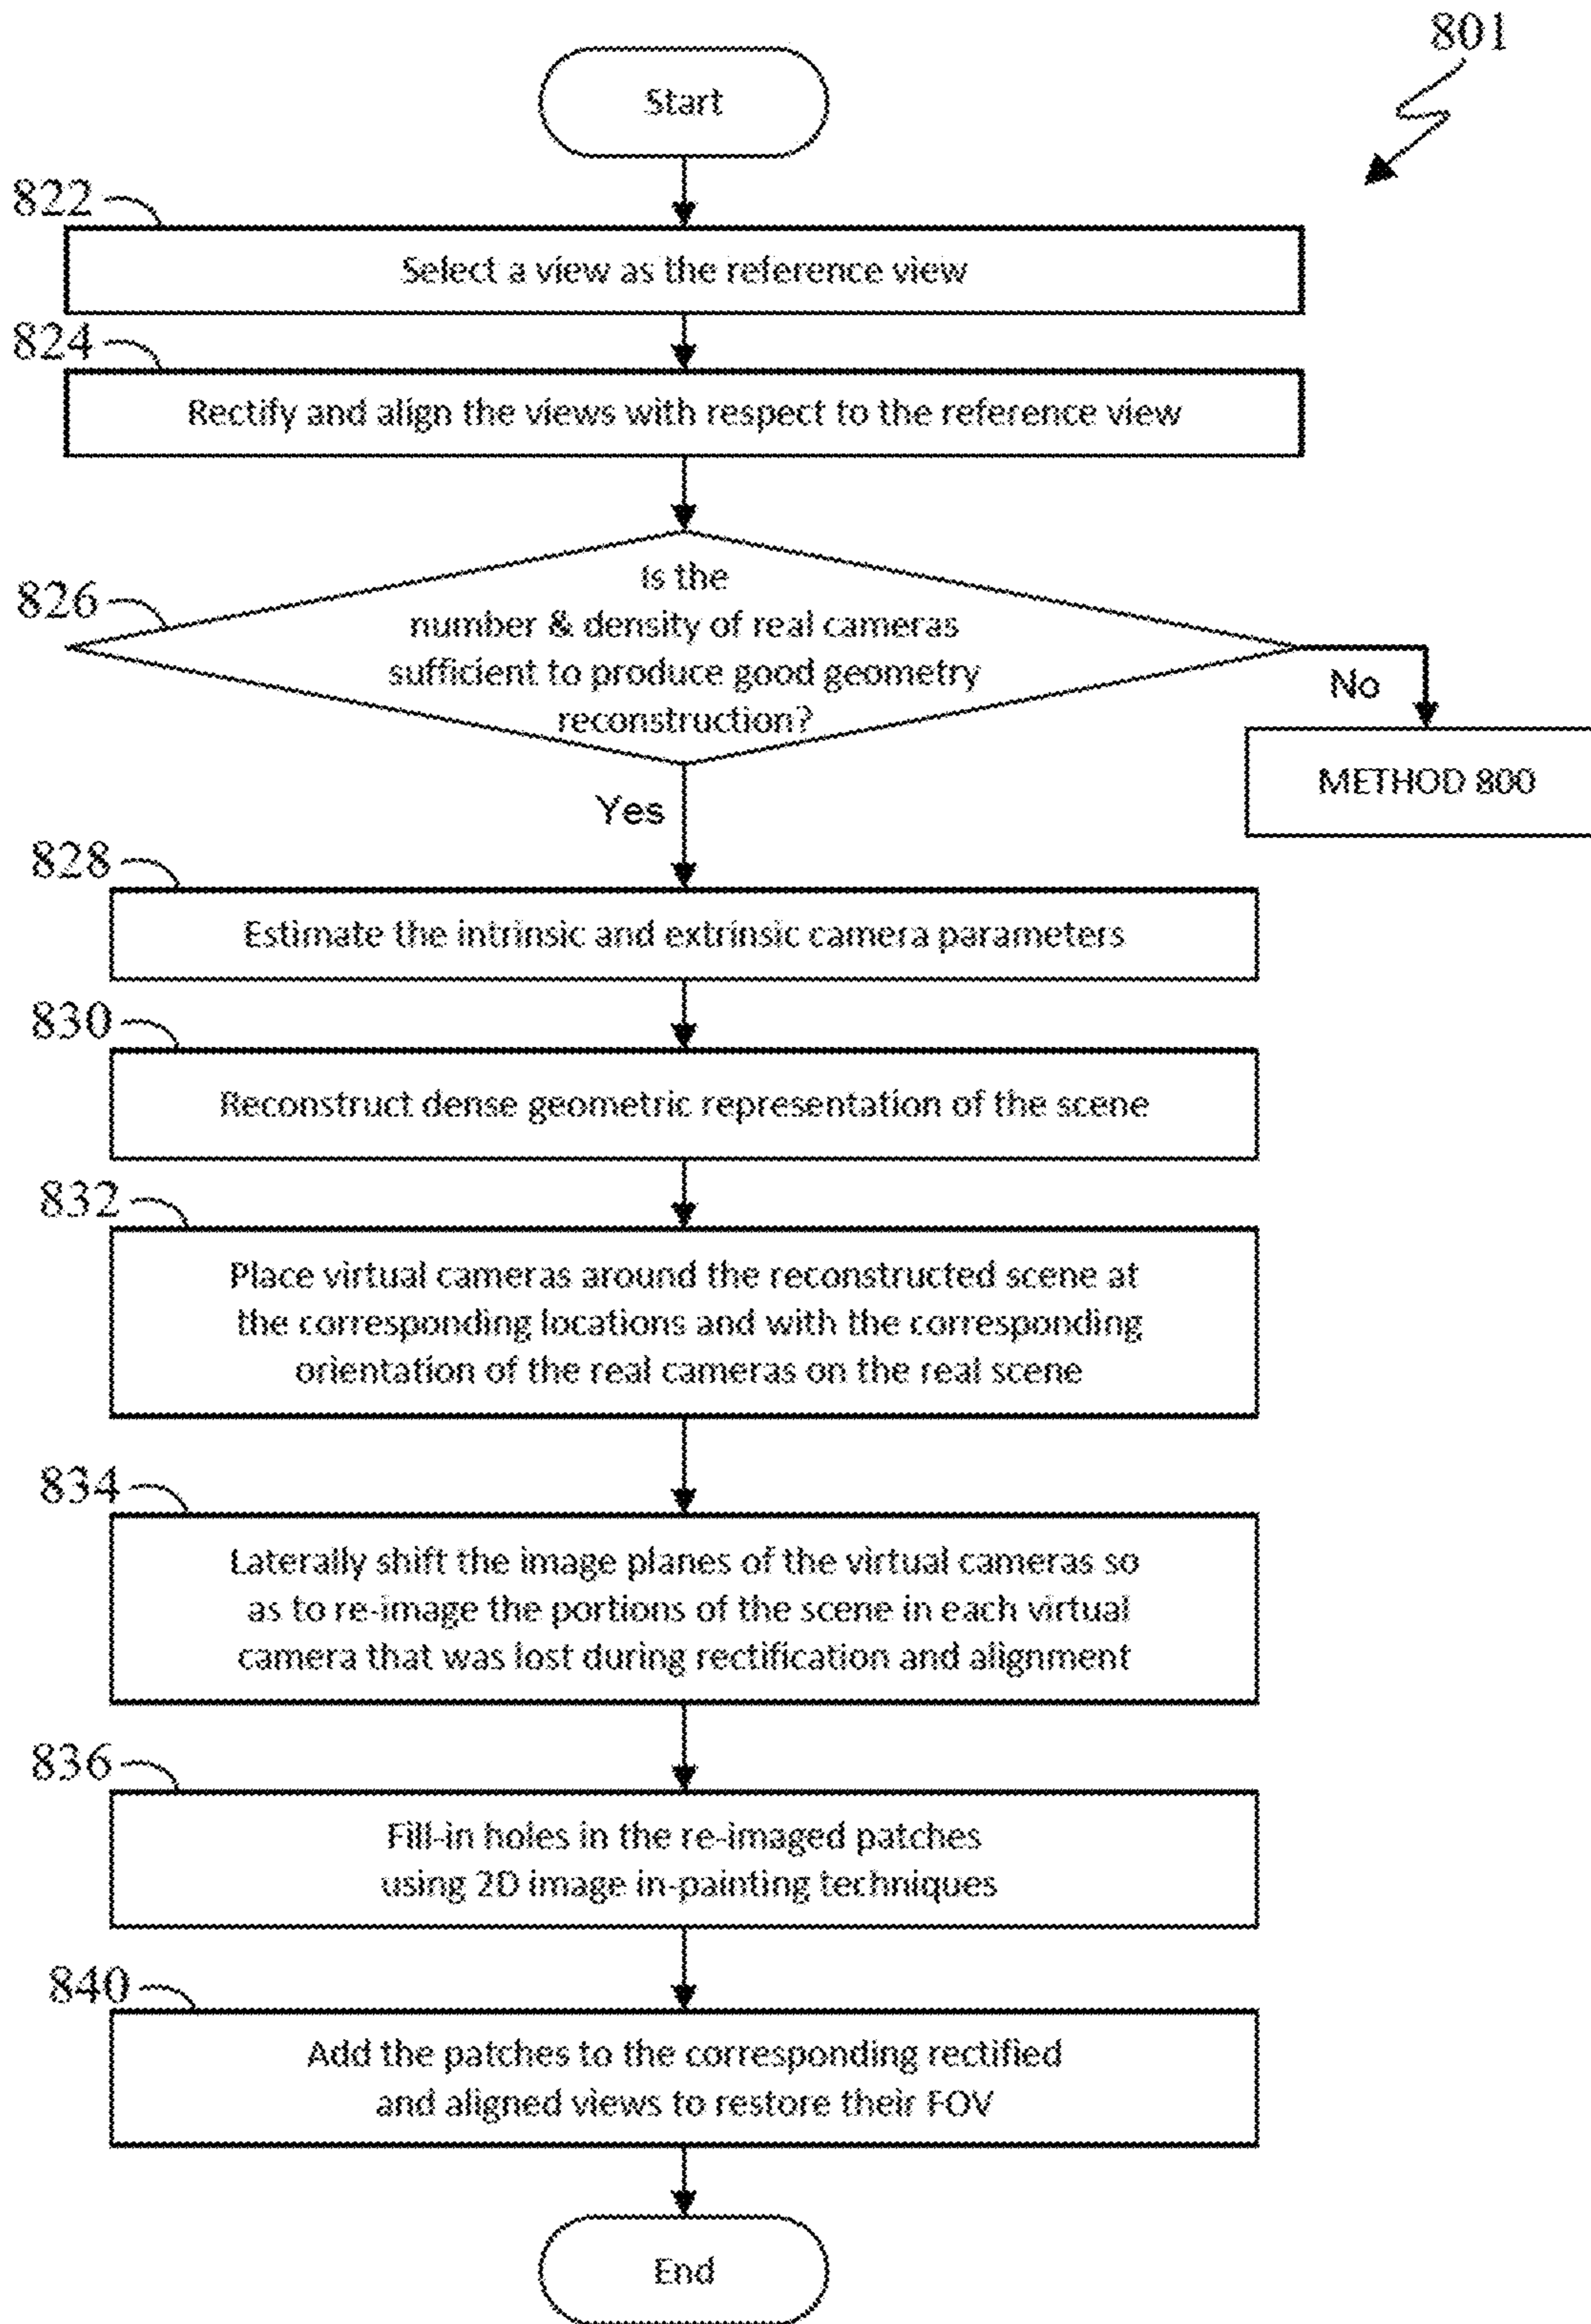 801
Start
822
Select a view as the reference view
824
Rectify and align the views with respect to the reference view
826
Is the
number & density of real cameras
sufficient to produce good geometry
reconstruction?
No
METHOD 800
Yes
828
Estimate the intrinsic and extrinsic camera parameters
830
Reconstruct dense geometric representation of the scene
832
Place virtual cameras around the reconstructed scene at
the corresponding locations and with the corresponding
orientation of the real cameras on the real scene
834
Laterally shift the image planes of the virtual cameras so
as to re-image the portions of the scene in each virtual
camera that was lost during rectification and alignment
836
Fill-in holes in the re-imaged patches
using 2D image in-painting techniques
840
Add the patches to the corresponding rectified
and aligned views to restore their FOV
End